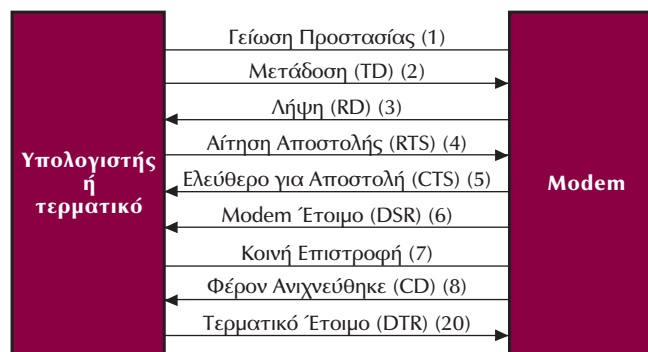 Γείωση Προστασίας (1)
Μετάδοση (TD) (2)
Λήψη (RD) (3)
Αίτηση Αποστολής (RTS) (4)
Υπολογιστής
ή
τερματικό
Ελεύθερο για Αποστολή (CTS) (5)
Modem
Modem Έτοιμο (DSR) (6)
Κοινή Επιστροφή (7)
Φέρον Ανιχνεύθηκε (CD) (8)
Τερματικό Έτοιμο (DTR) (20)